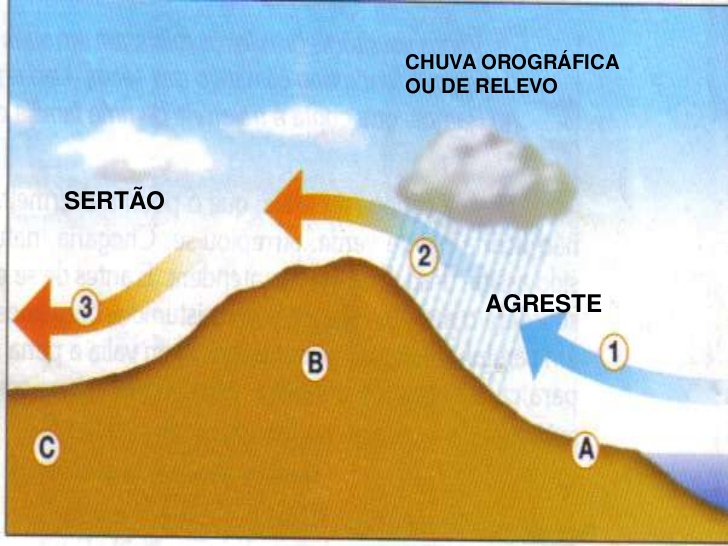 CHUVA OROGRÁFICA
OU DE RELEVO
SERTÃO
2
AGRESTE
3
1
B
C
A